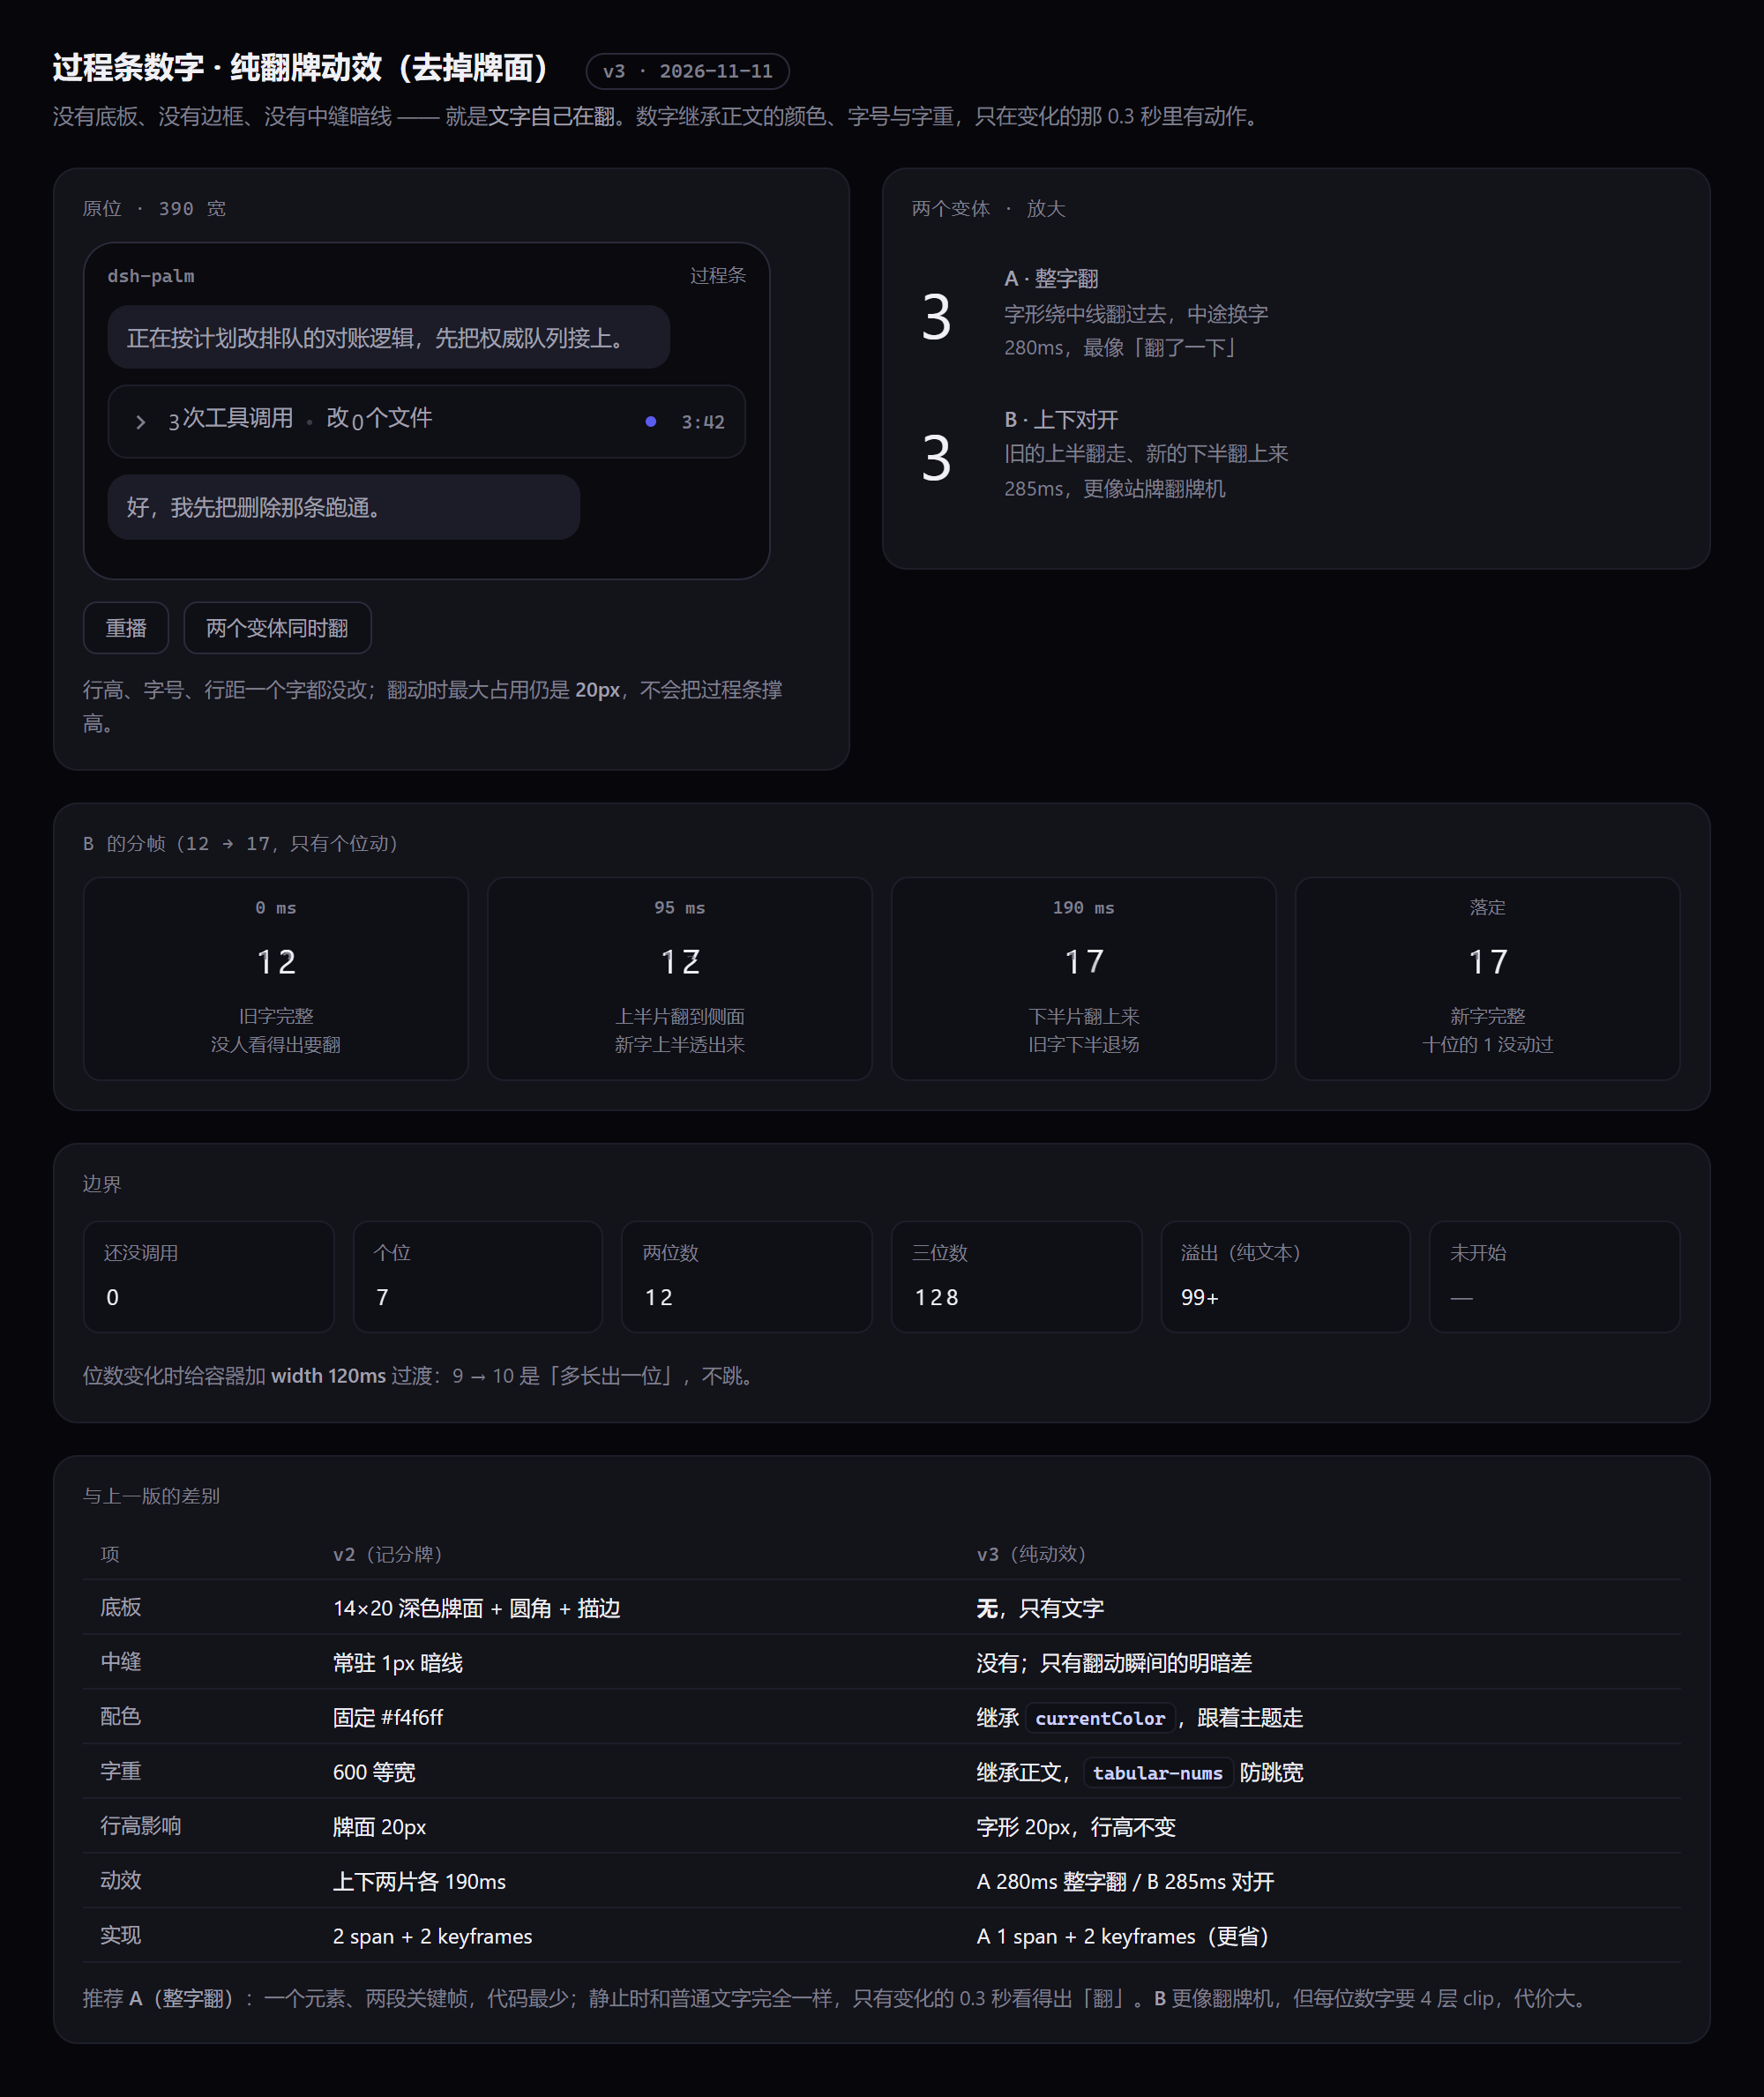 过程条数字 · 纯翻牌动效（去掉牌面） v3 · 2026-11-11
没有底板、没有边框、没有中缝暗线 —— 就是文字自己在翻。数字继承正文的颜色、字号与字重，只在变化的那 0.3 秒里有动作。
原位 · 390 宽
dsh-palm 过程条
正在按计划改排队的对账逻辑，先把权威队列接上。
3次工具调用 · 改0个文件 3:42
好，我先把删除那条跑通。
重播 两个变体同时翻
行高、字号、行距一个字都没改；翻动时最大占用仍是 20px，不会把过程条撑
高。
两个变体 · 放大
3
A · 整字翻
字形绕中线翻过去，中途换字
280ms，最像「翻了一下」
3
B · 上下对开
旧的上半翻走、新的下半翻上来
285ms，更像站牌翻牌机
B 的分帧（12 → 17，只有个位动）
0 ms
12
旧字完整
没人看得出要翻
95 ms
上半片翻到侧面
新字上半透出来
190 ms
17
下半片翻上来
旧字下半退场
落定
17
新字完整
十位的 1 没动过
边界
还没调用
0
个位
7
两位数
12
三位数
128
溢出（纯文本）
99+
未开始
—
位数变化时给容器加 width 120ms 过渡：9 → 10 是「多长出一位」，不跳。
与上一版的差别
项 v2（记分牌） v3（纯动效）
底板 14×20 深色牌面 + 圆角 + 描边 无，只有文字
中缝 常驻 1px 暗线 没有；只有翻动瞬间的明暗差
配色 固定 #f4f6ff 继承 currentColor，跟着主题走
字重 600 等宽 继承正文，tabular-nums 防跳宽
行高影响 牌面 20px 字形 20px，行高不变
动效 上下两片各 190ms A 280ms 整字翻 / B 285ms 对开
实现 2 span + 2 keyframes A 1 span + 2 keyframes（更省）
推荐 A（整字翻）：一个元素、两段关键帧，代码最少；静止时和普通文字完全一样，只有变化的 0.3 秒看得出「翻」。B 更像翻牌机，但每位数字要 4 层 clip，代价大。